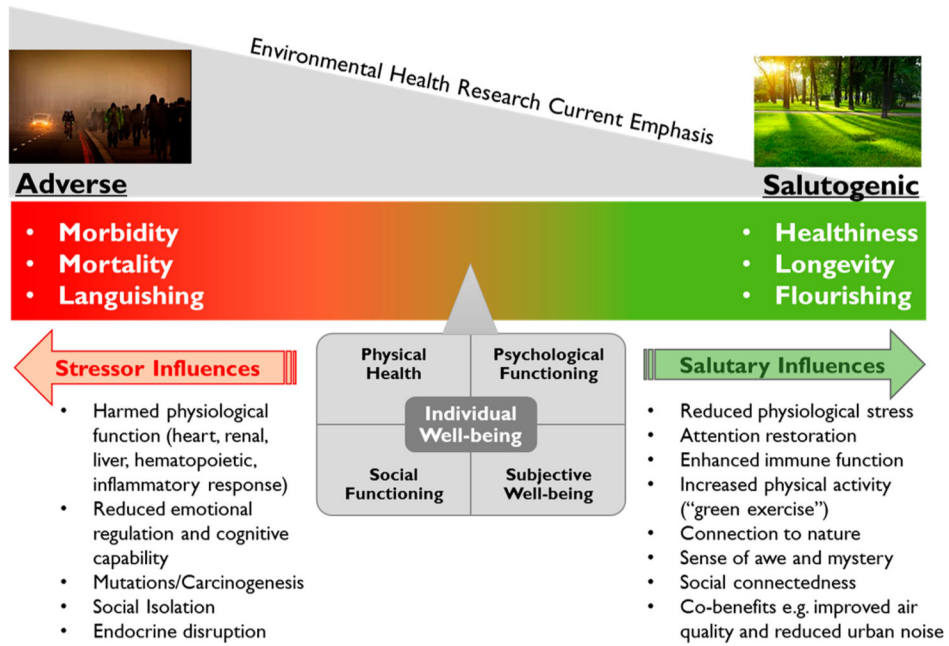 Environmental Health Research Current Emphasis
Adverse
Salutogenic
• Morbidity
• Mortality
• Languishing
• Healthiness
• Longevity
• Flourishing
Stressor Influences
• Harmed physiological
function (heart, renal,
liver, hematopoietic,
inflammatory response)
• Reduced emotional
regulation and cognitive
capability
• Mutations/Carcinogenesis
• Social Isolation
• Endocrine disruption
Physical
Health
Psychological
Functioning
Individual
Well-being
Social
Functioning
Subjective
Well-being
Salutary Influences
• Reduced physiological stress
• Attention restoration
• Enhanced immune function
• Increased physical activity
(“green exercise”)
• Connection to nature
• Sense of awe and mystery
• Social connectedness
• Co-benefits e.g. improved air
quality and reduced urban noise